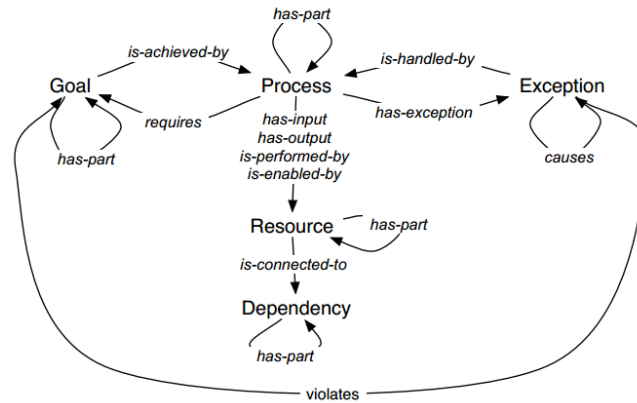 has-part
is-achieved-by
is-handled-by
Goal
Process
Exception
requires
has-input
has-exception
has-output
has-part
is-performed-by
causes
is-enabled-by
Resource
has-part
is-connected-to
Dependency
has-part
violates